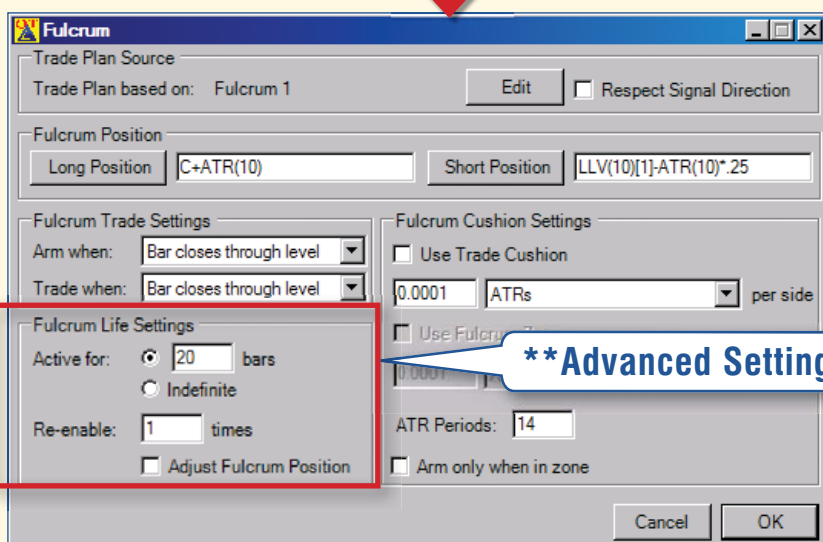 Fulcrum
Trade Plan Source
Trade Plan based on: Fulcrum 1 Edit Respect Signal Direction
Fulcrum Position
Long Position C+ATR(10) Short Position LLV(10)[1]-ATR(10)*.25
Fulcrum Trade Settings
Arm when: Bar closes through level
Trade when: Bar closes through level
Fulcrum Life Settings
Active for: 20 bars
Indefinite
Re-enable: 1 times
Adjust Fulcrum Position
Fulcrum Cushion Settings
Use Trade Cushion
0.0001 ATRs per side
Use Fulcrum
**Advanced Setting
0.0001
ATR Periods: 14
Arm only when in zone
Cancel OK